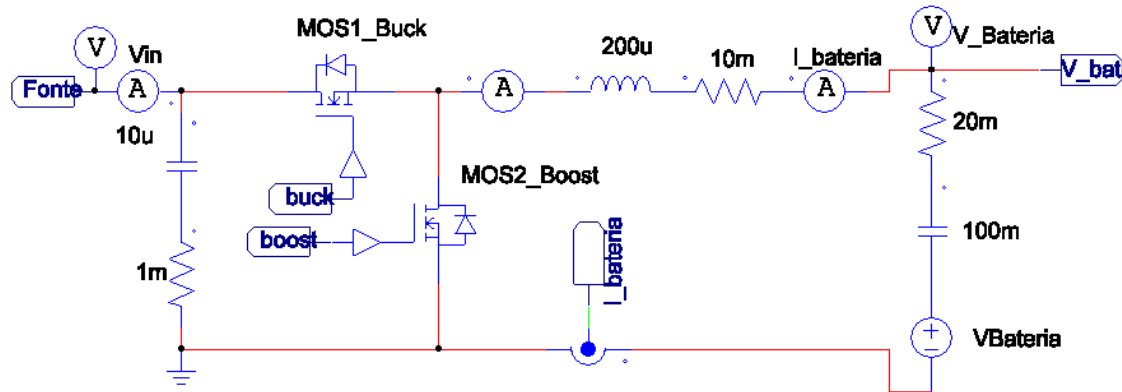 MOS1_Buck
V
V
Vin
200u
10m
I_bateria
V_Bateria
Fonte
A
A
A
V_bat
10u
20m
MOS2_Boost
buck
boost
I_bateria
100m
1m
VBateria